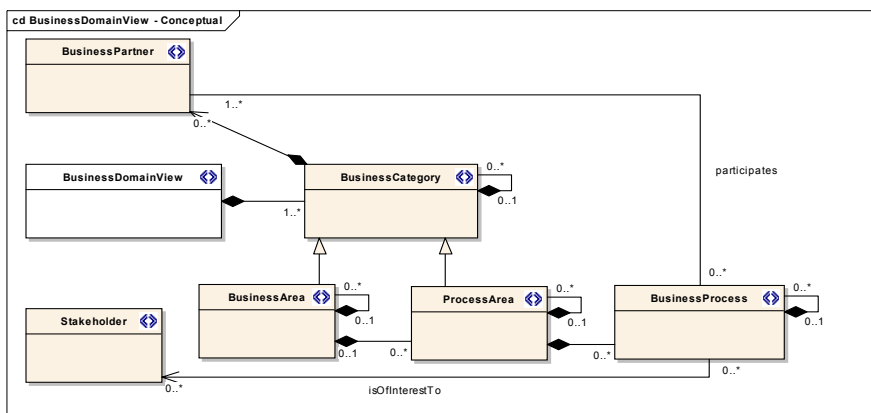 cd BusinessDomainView - Conceptual
BusinessPartner
1..*
0..*
BusinessDomainView
BusinessCategory
0..*
0..1
1..*
participates
0..*
BusinessArea
0..*
0..1
0..1
ProcessArea
0..*
0..1
0..*
BusinessProcess
0..*
0..1
0..*
0..*
Stakeholder
0..*
isOfInterestTo